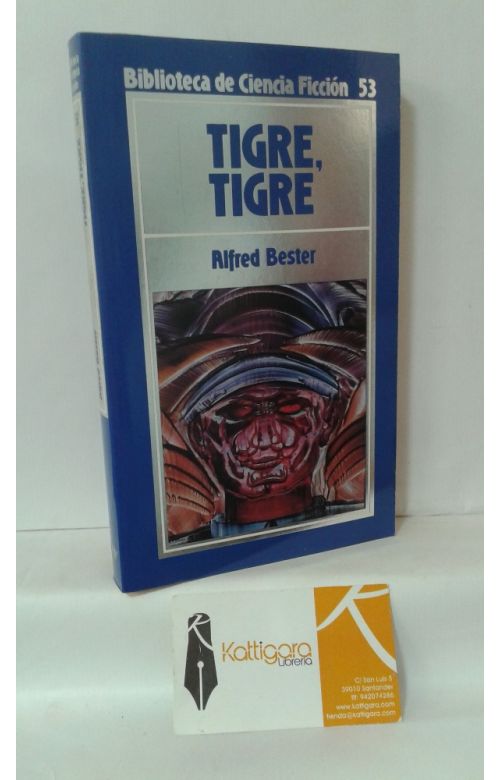 Biblioteca de Ciencia Ficción 53
TIGRE,
TIGRE
Alfred Bester
Kattigara
Librería
C/ San Luis 5
39010 Santander
tlf: 942074286
www.kattigara.com
tienda@kattigara.com